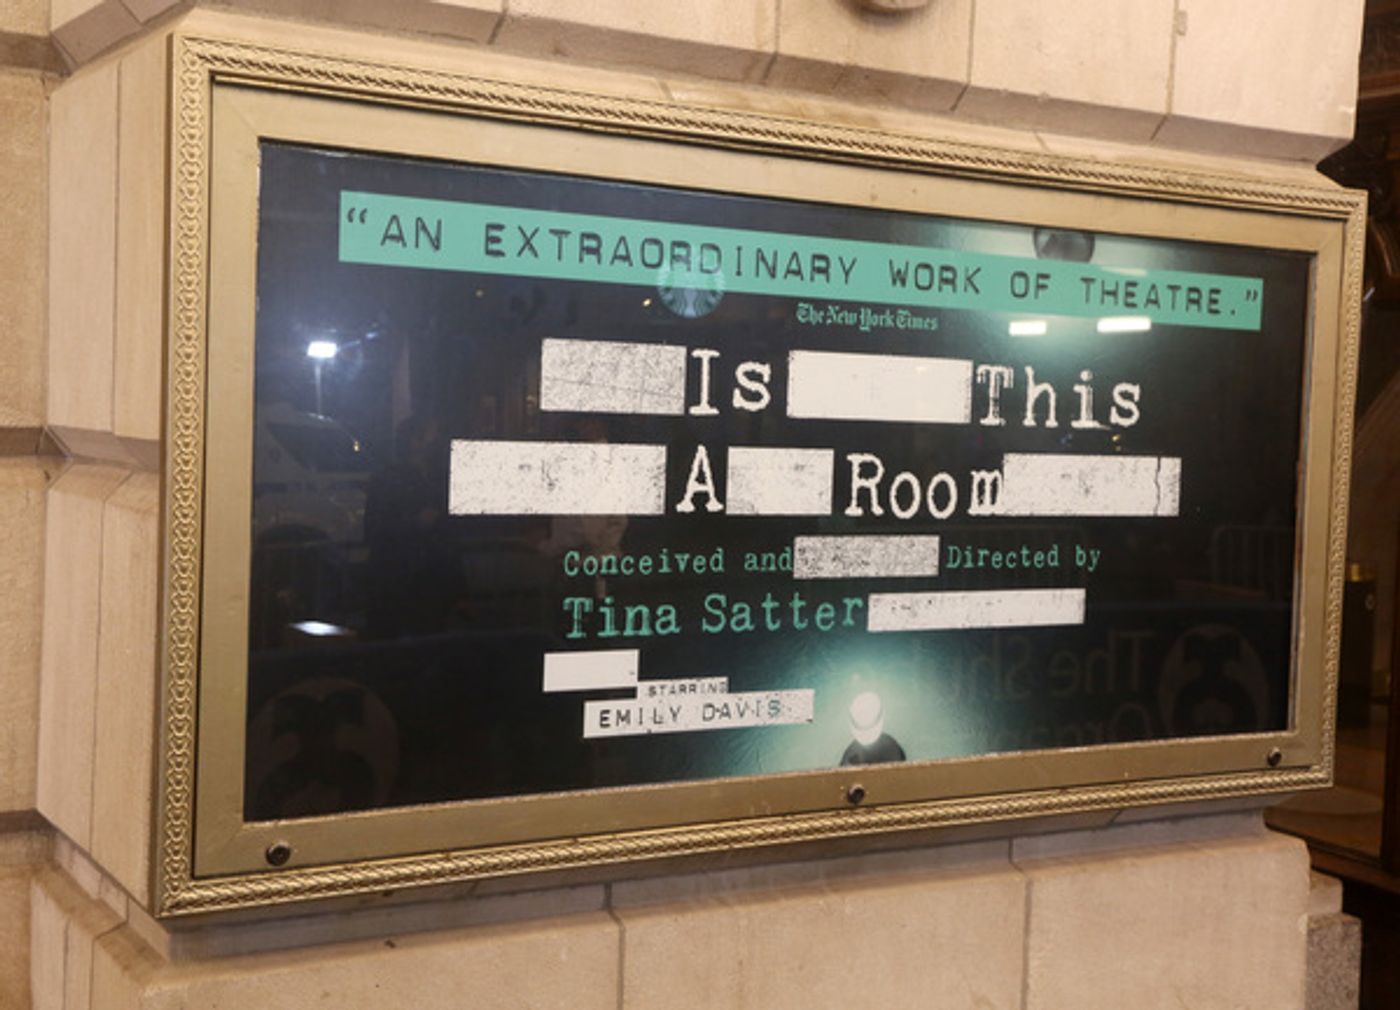 “AN EXTRAORDINARY WORK OF THEATRE.”
The New York Times
Is This
A Room
Conceived and Directed by
Tina Satter
STARRING
EMILY DAVIS
The